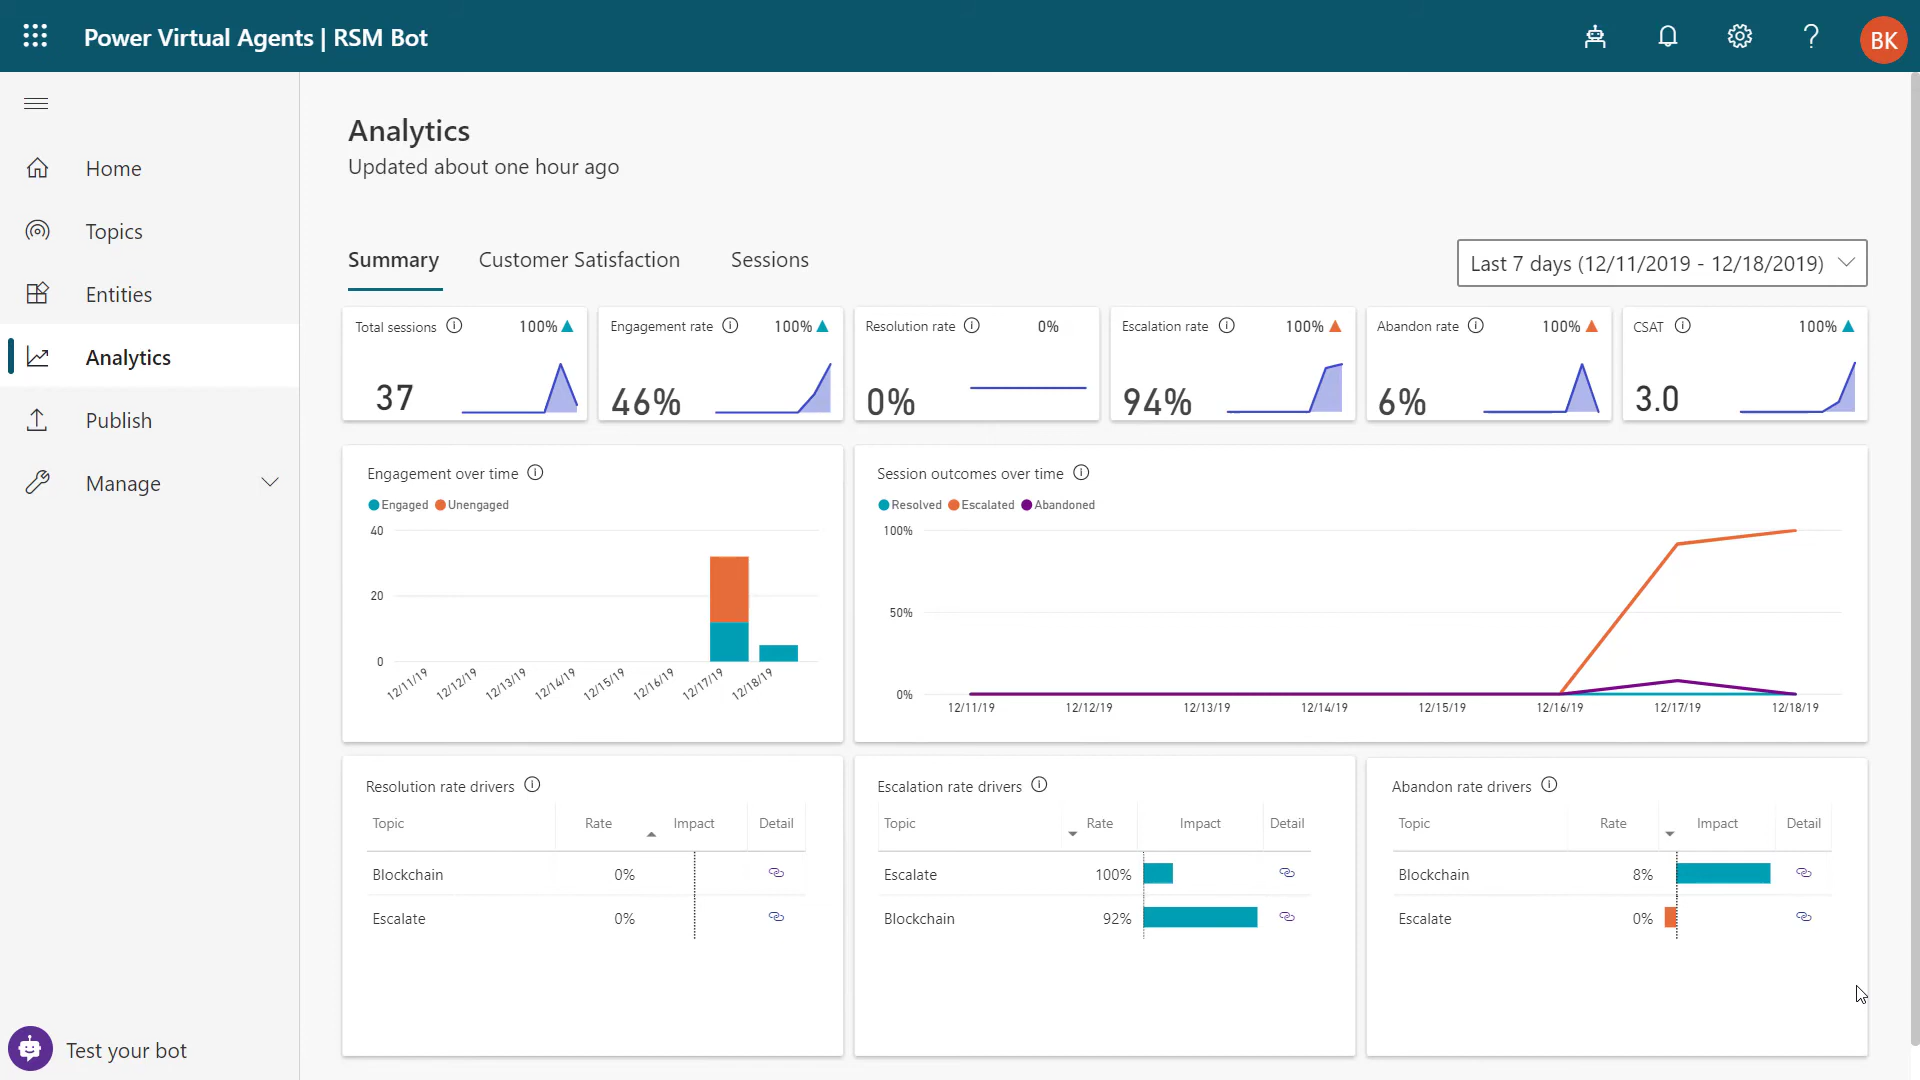 Power Virtual Agents | RSM Bot
BK
Home
Topics
Entities
Analytics
Publish
Manage
Test your bot
Analytics
Updated about one hour ago
Summary Customer Satisfaction Sessions
Last 7 days (12/11/2019 - 12/18/2019)
Total sessions 100%
37
Engagement rate 100%
46%
Resolution rate 0%
0%
Escalation rate 100%
94%
Abandon rate 100%
6%
CSAT 100%
3.0
Engagement over time
Engaged Unengaged
40
20
0
12/11/19 12/12/19 12/13/19 12/14/19 12/15/19 12/16/19 12/17/19 12/18/19
Session outcomes over time
Resolved Escalated Abandoned
100%
50%
0%
12/11/19 12/12/19 12/13/19 12/14/19 12/15/19 12/16/19 12/17/19 12/18/19
Resolution rate drivers
Topic Rate Impact Detail
Blockchain 0%
Escalate 0%
Escalation rate drivers
Topic Rate Impact Detail
Escalate 100%
Blockchain 92%
Abandon rate drivers
Topic Rate Impact Detail
Blockchain 8%
Escalate 0%